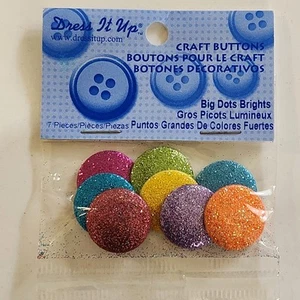 Dress It Up
www.dressitup.com
CRAFT BUTTONS
BOUTONS POUR LE CRAFT
BOTONES DECORATIVOS
Big Dots Brights
Gros Picots Lumineux
7/Pieces/Pièces/Piezas Puntos Grandes De Colores Fuertes